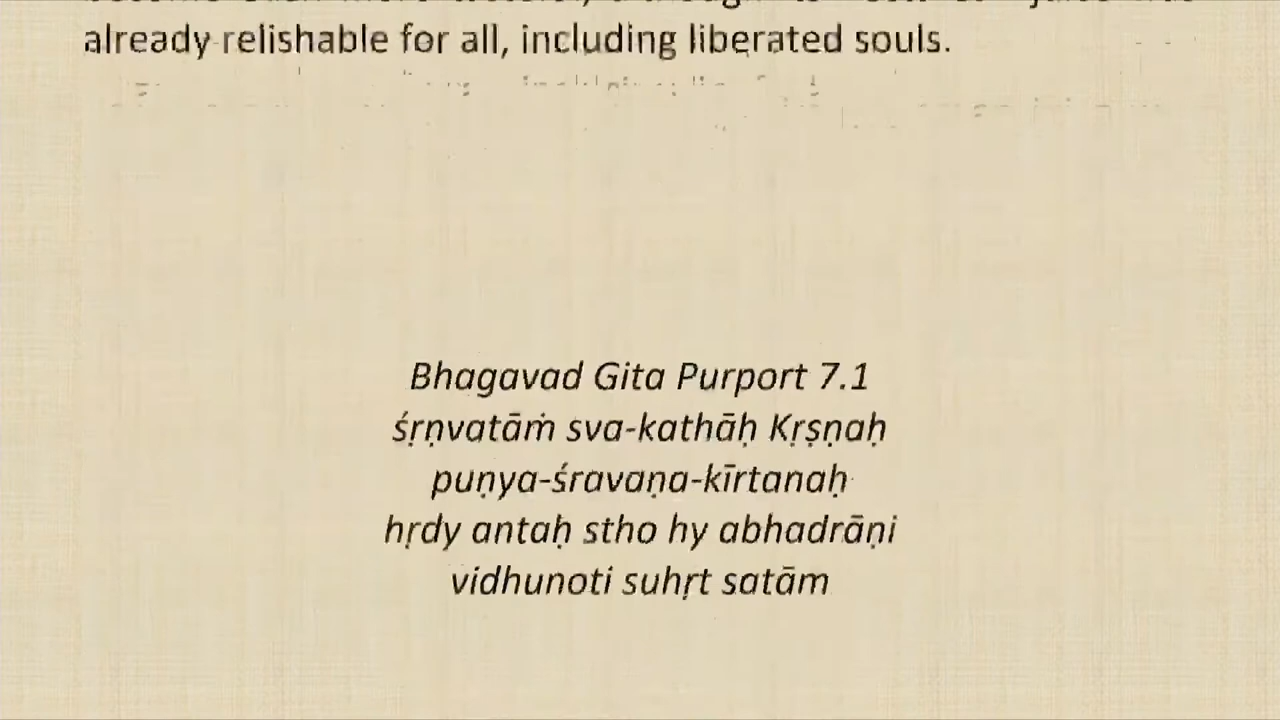 already relishable for all, including liberated souls.
Bhagavad Gita Purport 7.1
śṛṇvatāṁ sva-kathāḥ Kṛṣṇaḥ
puṇya-śravaṇa-kīrtanaḥ
hṛdy antaḥ stho hy abhadrāṇi
vidhunoti suhṛt satām